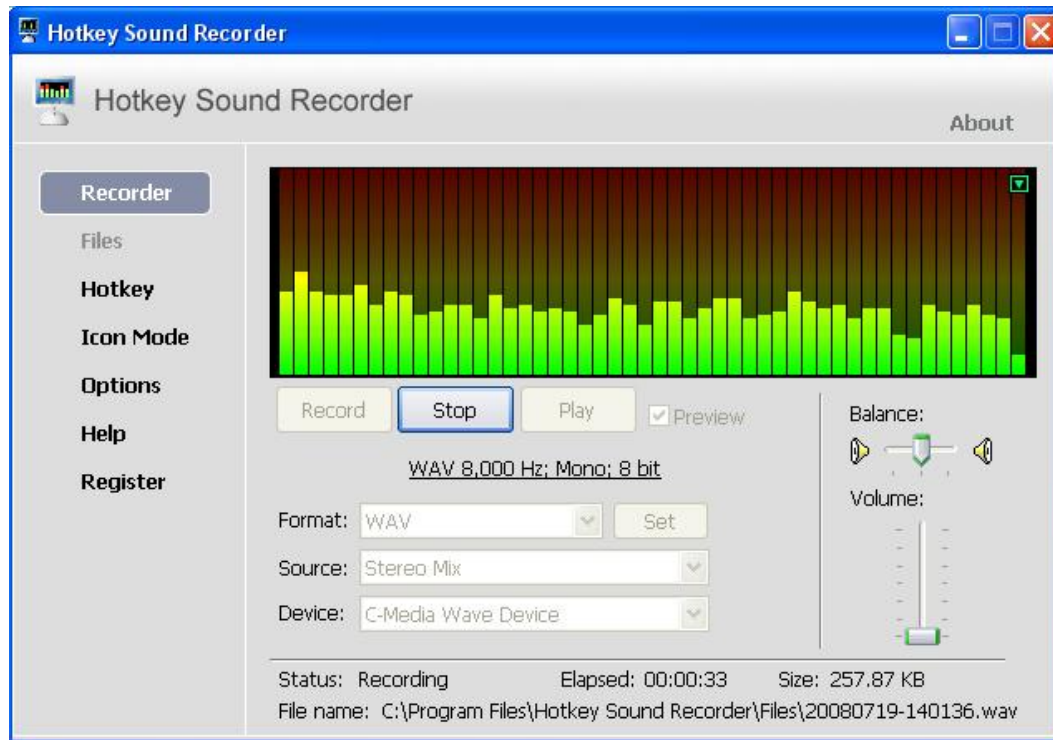 Hotkey Sound Recorder
Hotkey Sound Recorder
About
Recorder
Files
Hotkey
Icon Mode
Options
Help
Register
Record Stop Play Preview
WAV 8,000 Hz; Mono; 8 bit
Format: WAV Set
Source: Stereo Mix
Device: C-Media Wave Device
Balance:
Volume:
Status: Recording Elapsed: 00:00:33 Size: 257.87 KB
File name: C:\Program Files\Hotkey Sound Recorder\Files\20080719-140136.wav